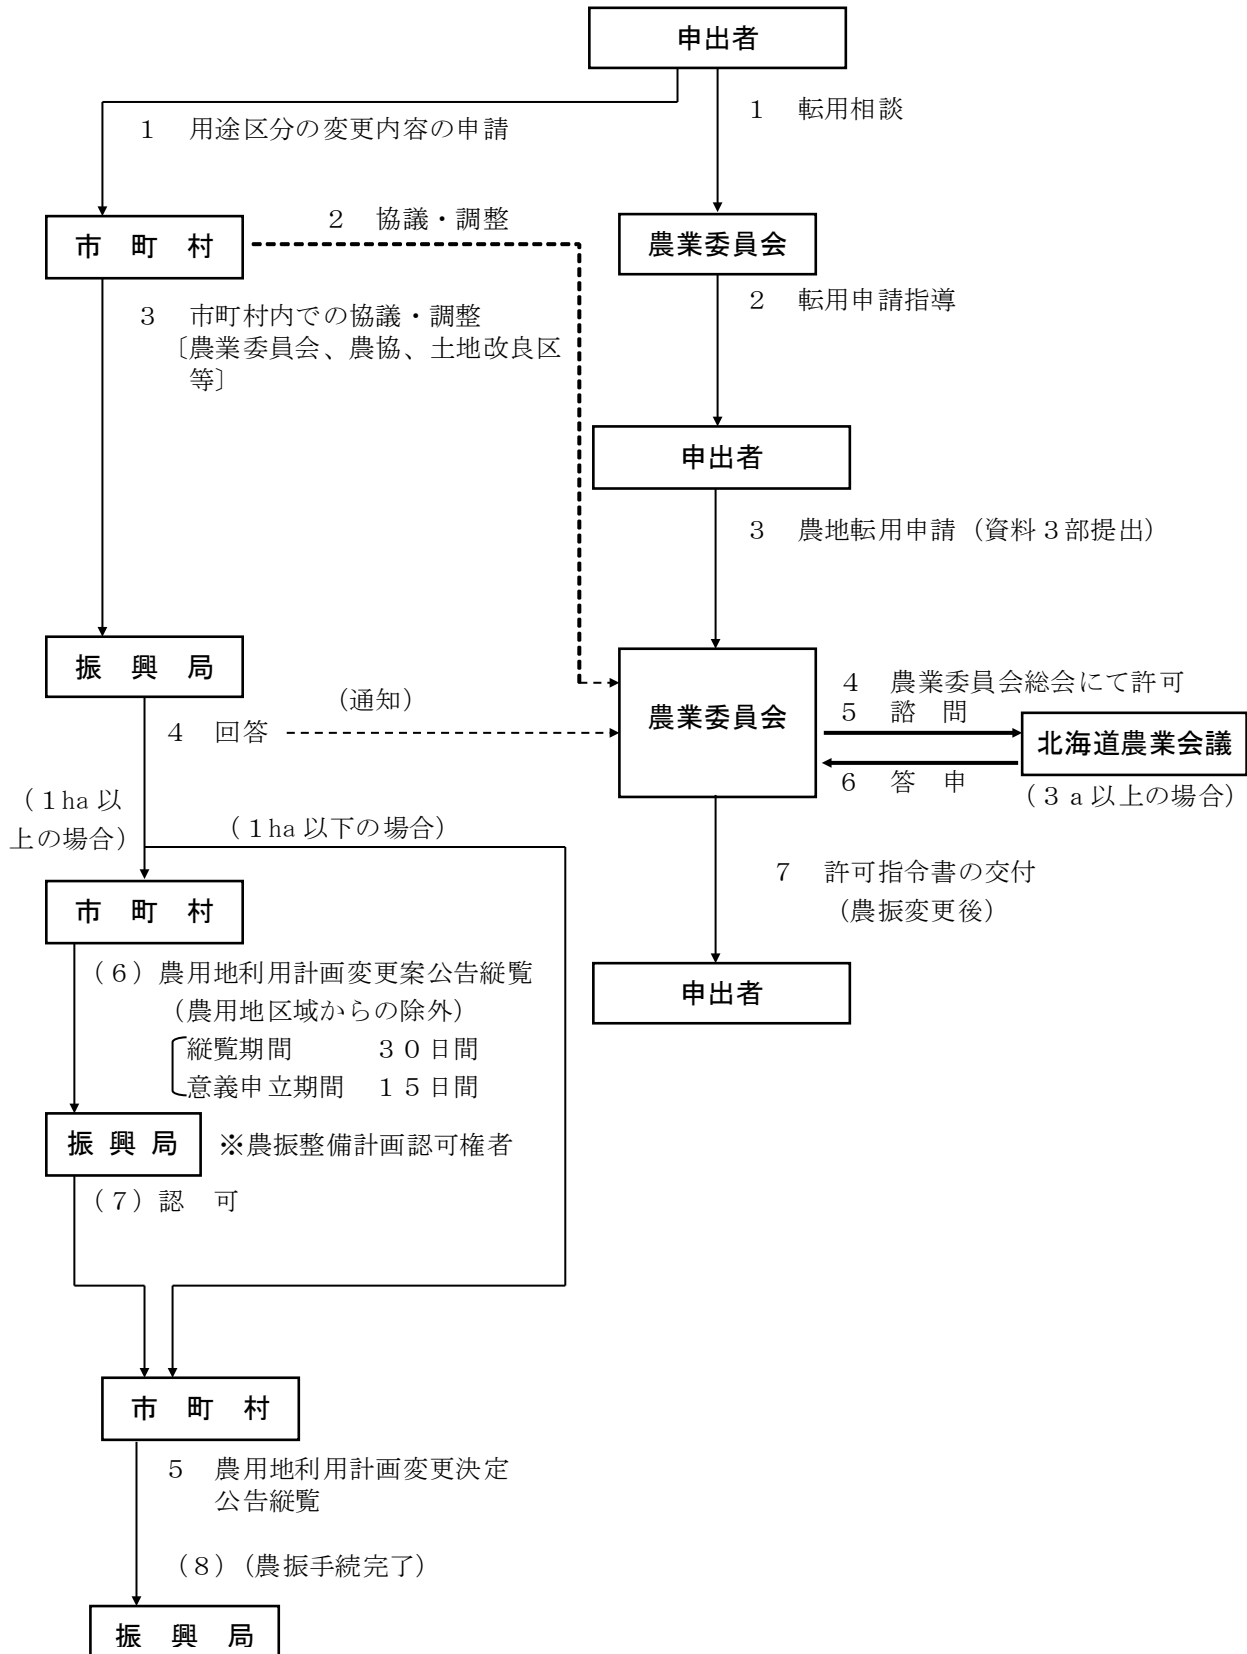 申出者
１　転用相談
１　用途区分の変更内容の申請
市　町　村
２　協議・調整
農業委員会
２　転用申請指導
３　市町村内での協議・調整
〔農業委員会、農協、土地改良区
等〕
申出者
３　農地転用申請（資料３部提出）
振　興　局
（通知）
４　回答
農業委員会
４　農業委員会総会にて許可
５　諮　問
北海道農業会議
６　答　申
（３ａ以上の場合）
（１ha 以
上の場合）
（１ha 以下の場合）
７　許可指令書の交付
（農振変更後）
市　町　村
（６）農用地利用計画変更案公告縦覧
（農用地区域からの除外）
縦覧期間　　　３０日間
意義申立期間　１５日間
申出者
振　興　局　※農振整備計画認可権者
（７）認　可
市　町　村
５　農用地利用計画変更決定
公告縦覧
（８）（農振手続完了）
振　興　局